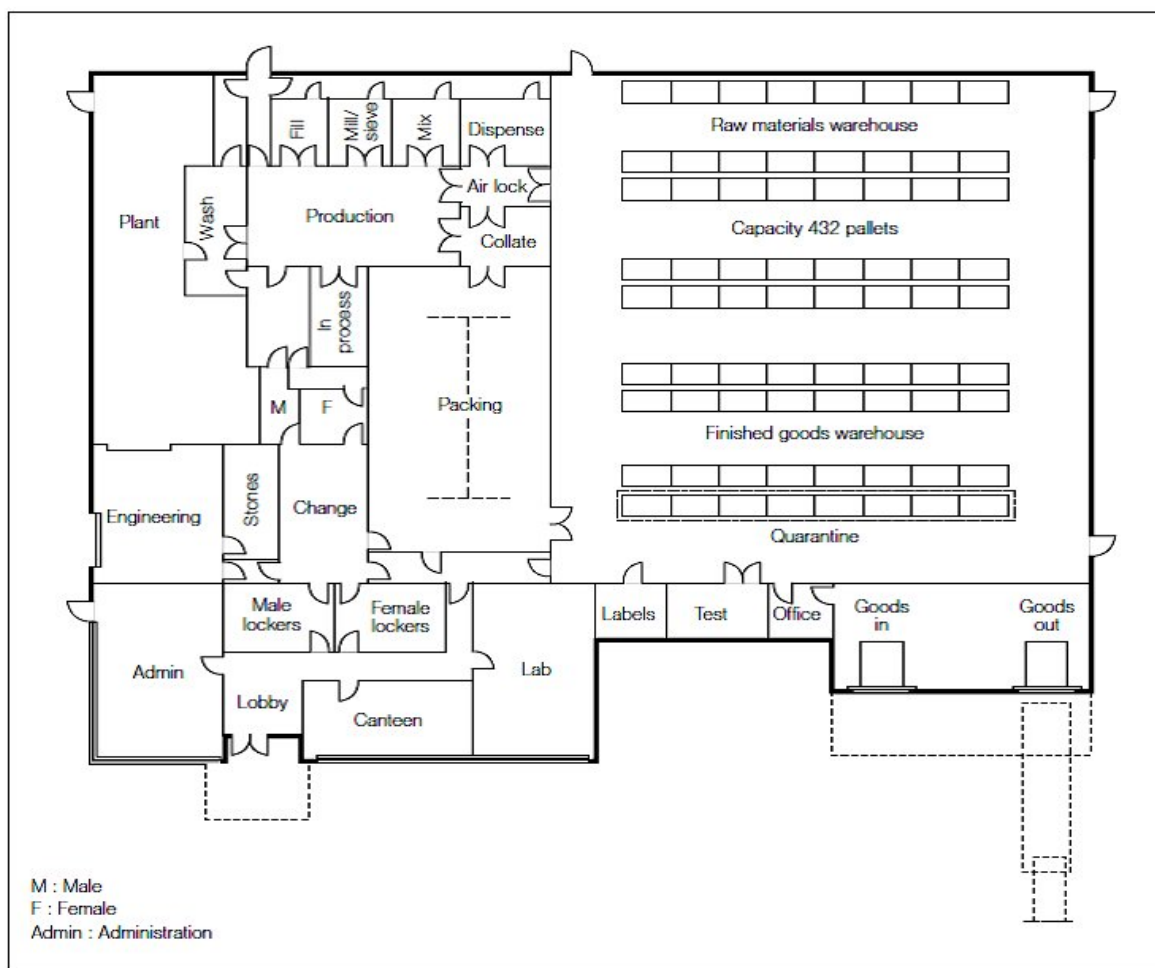 Raw materials warehouse
Fill
Mill/
sieve
Mix
Dispense
Air lock
Plant
Wash
Production
Collate
Capacity 432 pallets
In
process
M
F
Packing
Finished goods warehouse
Engineering
Stones
Change
Quarantine
Male
lockers
Female
lockers
Labels
Test
Office
Goods
in
Goods
out
Admin
Lab
Lobby
Canteen
M : Male
F : Female
Admin : Administration